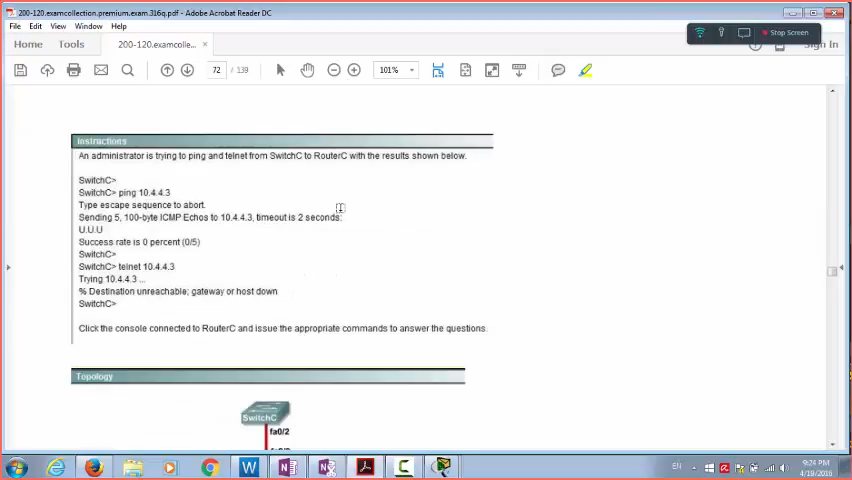 200-120.examcollection.premium.exam.316q.pdf - Adobe Acrobat Reader DC
File Edit View Window Help
Stop Screen
Home Tools 200-120.examcolle... × Sign In
72 / 139 101%
Instructions
An administrator is trying to ping and telnet from SwitchC to RouterC with the results shown below.
SwitchC>
SwitchC> ping 10.4.4.3
Type escape sequence to abort.
Sending 5, 100-byte ICMP Echos to 10.4.4.3, timeout is 2 seconds:
U.U.U
Success rate is 0 percent (0/5)
SwitchC>
SwitchC> telnet 10.4.4.3
Trying 10.4.4.3 ...
% Destination unreachable; gateway or host down
SwitchC>
Click the console connected to RouterC and issue the appropriate commands to answer the questions.
Topology
SwitchC
fa0/2
EN
9:24 PM
4/19/2016